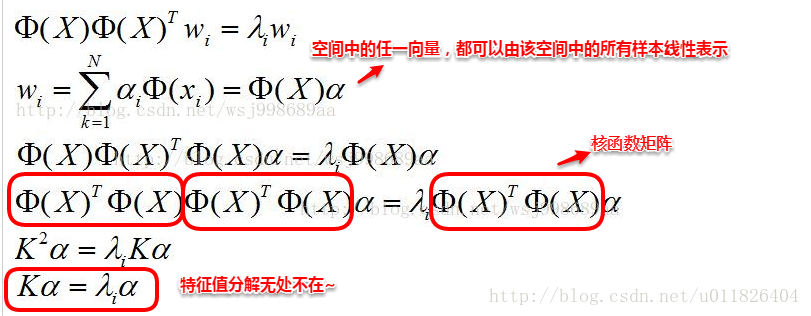 Φ(X)Φ(X)^T w_i = λ_i w_i
空间中的任一向量，都可以由该空间中的所有样本线性表示
w_i = ∑_{k=1}^{N} α_i Φ(x_i) = Φ(X)α
http://blog.csdn.net/wsj998689aa
Φ(X)Φ(X)^T Φ(X)α = λ_i Φ(X)α
核函数矩阵
Φ(X)^T Φ(X)Φ(X)^T Φ(X)α = λ_i Φ(X)^T Φ(X)α
K^2 α = λ_i Kα
Kα = λ_i α
特征值分解无处不在~
http://blog.csdn.net/u011826404